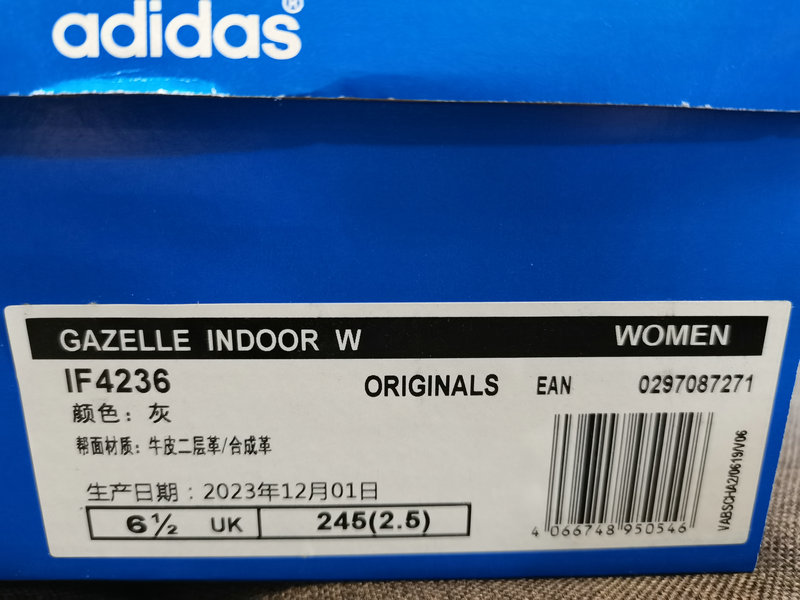 adidas®
GAZELLE INDOOR W WOMEN
IF4236 ORIGINALS EAN 0297087271
颜色：灰
帮面材质：牛皮二层革/合成革
生产日期：2023年12月01日
6½ UK 245(2.5)
4 066748 950546
VABSCHA2/0619/V06